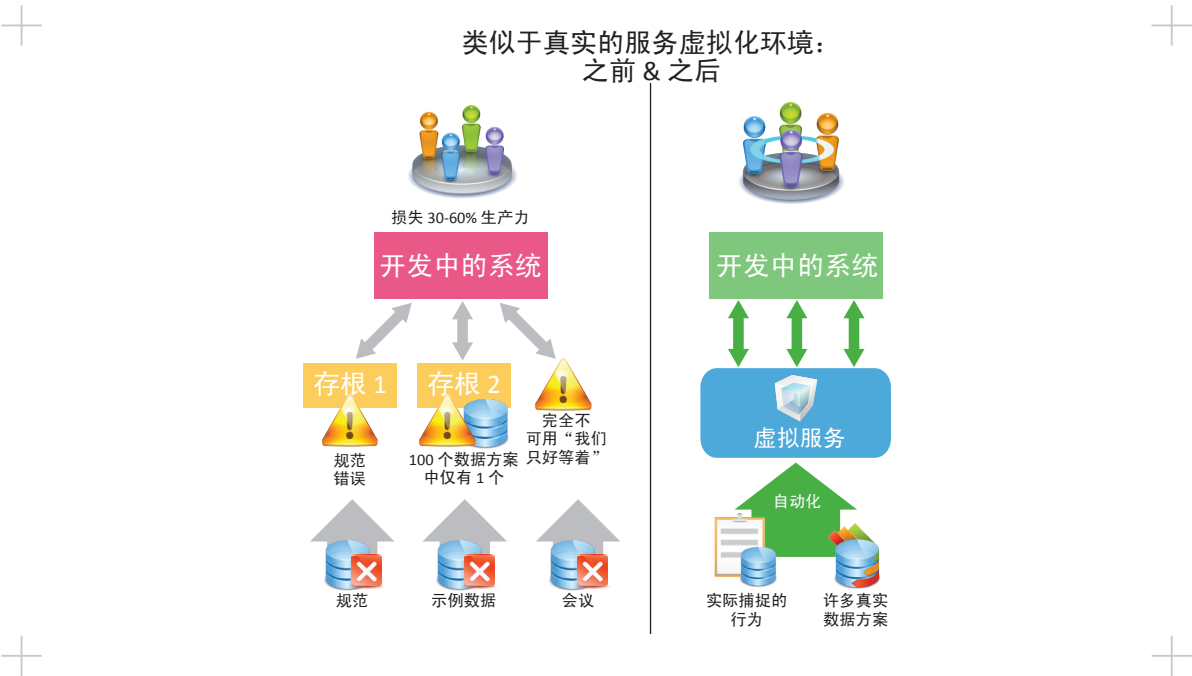 类似于真实的服务虚拟化环境：
之前 & 之后
损失 30-60% 生产力
开发中的系统
存根 1
存根 2
规范
错误
100 个数据方案
中仅有 1 个
完全不
可用“我们
只好等着”
规范
示例数据
会议
开发中的系统
虚拟服务
自动化
实际捕捉的
行为
许多真实
数据方案